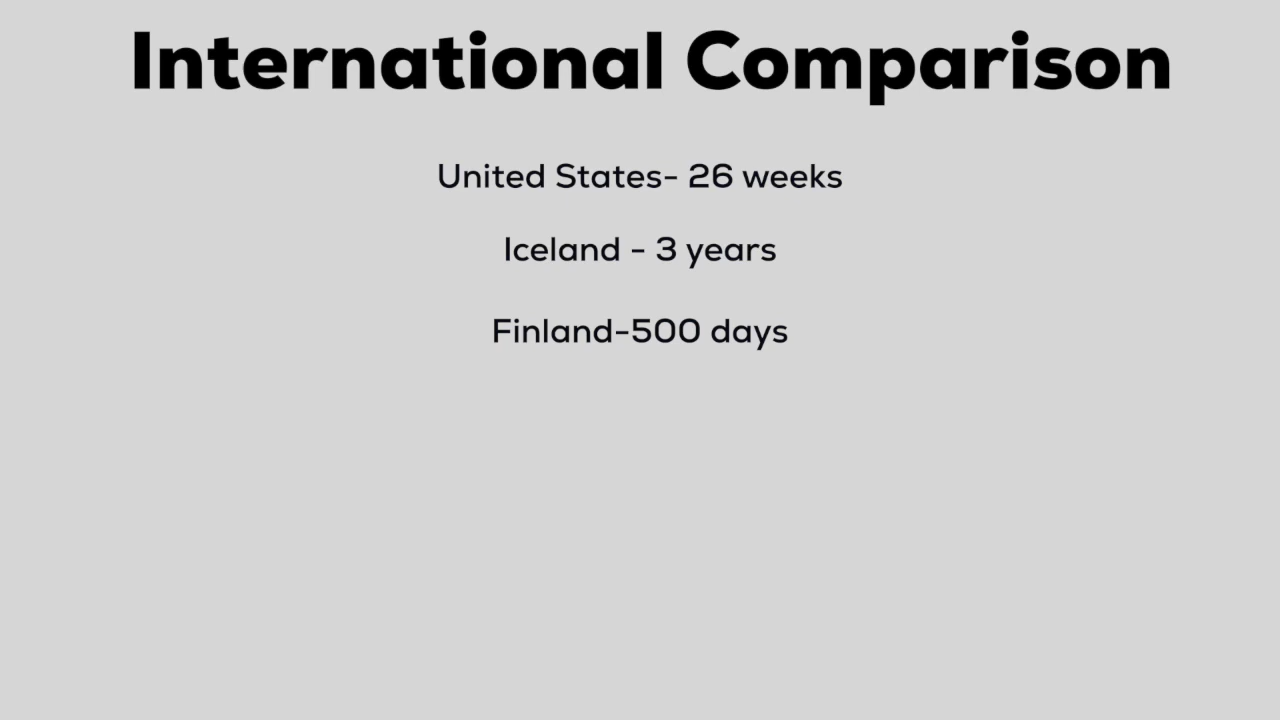 International Comparison
United States- 26 weeks
Iceland - 3 years
Finland-500 days